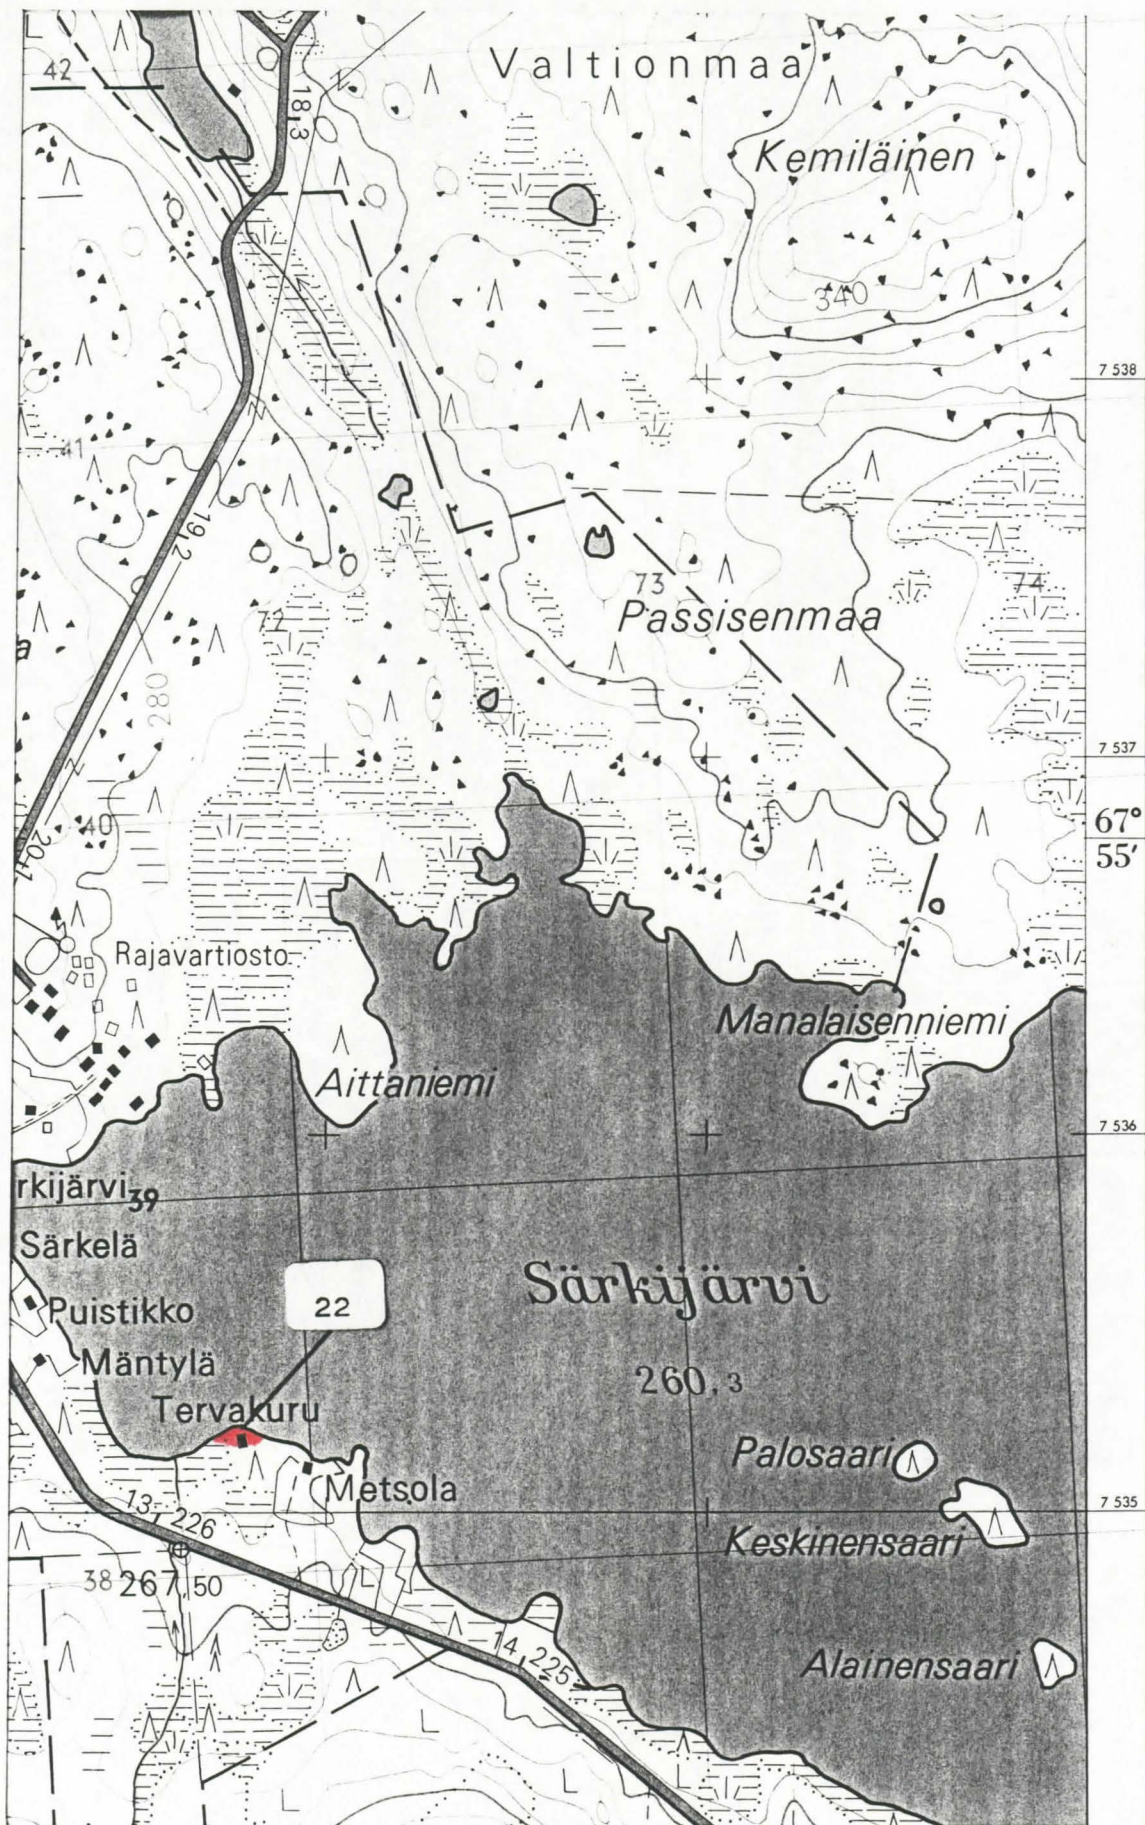 42
18,3
Valtionmaa
Kemiläinen
340
7 538
41
19,2
73
74
Passisenmaa
72
a
280
7 537
40
20,1
67°
55'
Rajavartiosto
Manalaisenniemi
Aittaniemi
7 536
rkijärvi
39
Särkelä
Särkijärvi
Puistikko
22
Mäntylä
260,3
Tervakuru
Palosaari
Metsola
13 226
7 535
Keskinensaari
38
267,50
14 225
Alainensaari